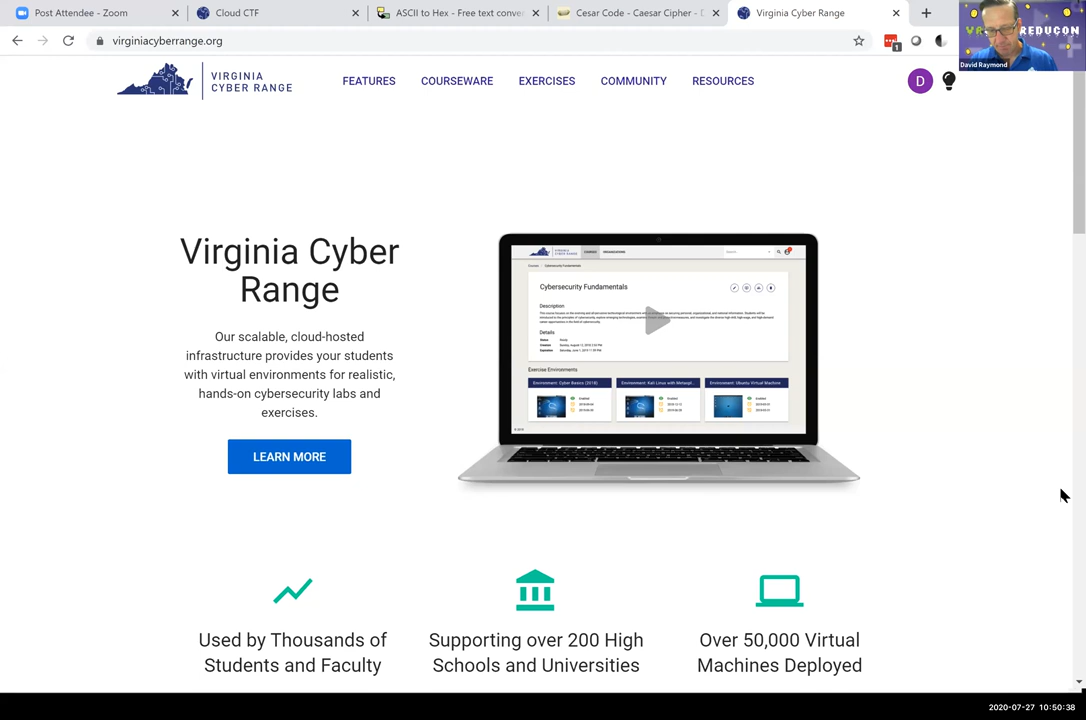 Post Attendee - Zoom
Cloud CTF
ASCII to Hex - Free text conver
Cesar Code - Caesar Cipher - D
Virginia Cyber Range
virginiacyberrange.org
1
REDUCON
David Raymond
VIRGINIA
CYBER RANGE
FEATURES
COURSEWARE
EXERCISES
COMMUNITY
RESOURCES
D
Virginia Cyber
Range
Our scalable, cloud-hosted
infrastructure provides your students
with virtual environments for realistic,
hands-on cybersecurity labs and
exercises.
LEARN MORE
Cybersecurity Fundamentals
Description
Details
Exercise Environments
Environment: Cyber Basics (2018)
Environment: Kali Linux with Metaspl...
Environment: Ubuntu Virtual Machine
Used by Thousands of
Students and Faculty
Supporting over 200 High
Schools and Universities
Over 50,000 Virtual
Machines Deployed
2020-07-27 10:50:38